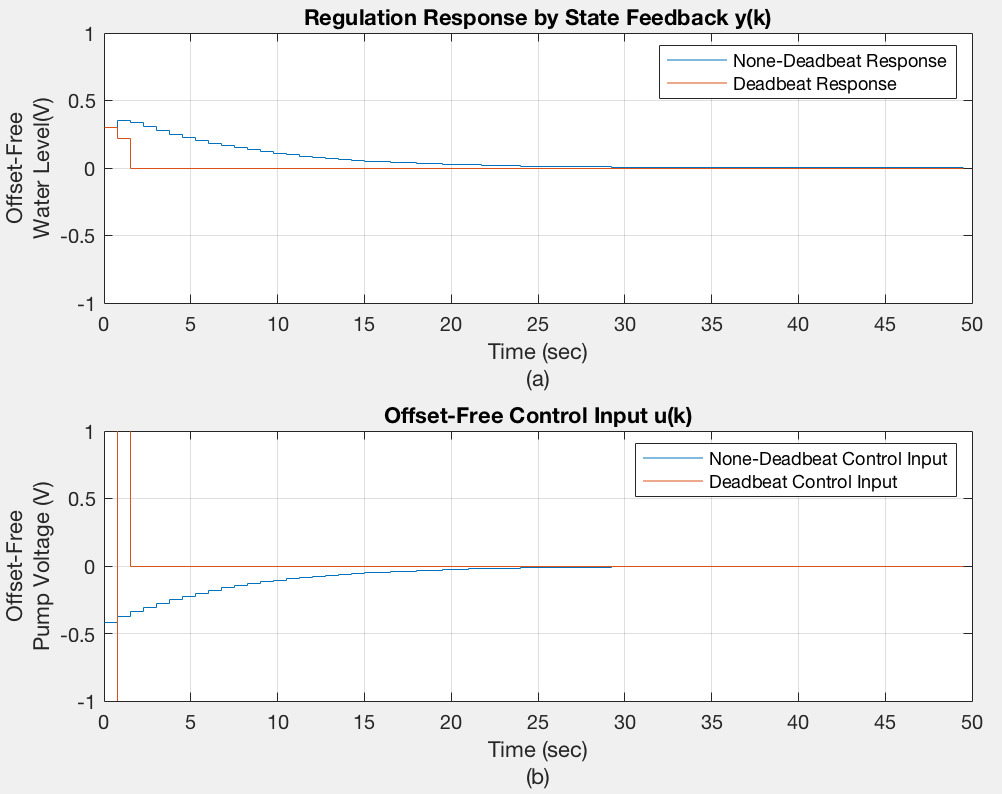 Regulation Response by State Feedback y(k)
Offset-Free
Water Level(V)
1
0.5
0
-0.5
-1
None-Deadbeat Response
Deadbeat Response
0 5 10 15 20 25 30 35 40 45 50
Time (sec)
(a)
Offset-Free Control Input u(k)
Offset-Free
Pump Voltage (V)
1
0.5
0
-0.5
-1
None-Deadbeat Control Input
Deadbeat Control Input
0 5 10 15 20 25 30 35 40 45 50
Time (sec)
(b)